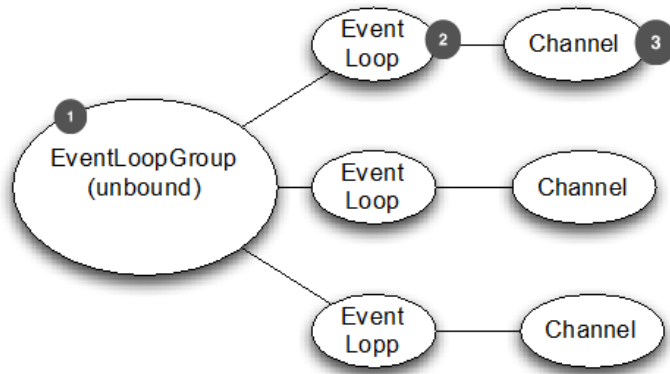 Event
Loop
2
Channel
3
1
EventLoopGroup
(unbound)
Event
Loop
Channel
Event
Lopp
Channel